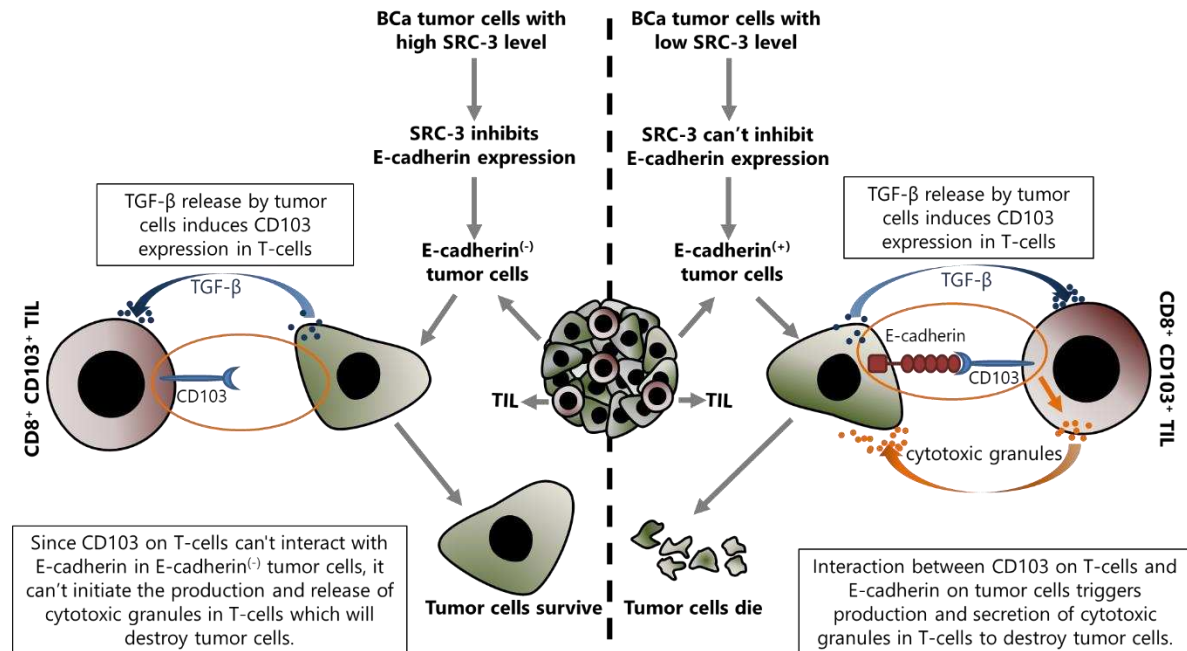 BCa tumor cells with
high SRC-3 level
SRC-3 inhibits
E-cadherin expression
E-cadherin(-)
tumor cells
TGF-β release by tumor
cells induces CD103
expression in T-cells
TGF-β
CD8+ CD103+ TIL
CD103
TIL
Tumor cells survive
Since CD103 on T-cells can't interact with
E-cadherin in E-cadherin(-) tumor cells, it
can't initiate the production and release of
cytotoxic granules in T-cells which will
destroy tumor cells.
BCa tumor cells with
low SRC-3 level
SRC-3 can't inhibit
E-cadherin expression
E-cadherin(+)
tumor cells
TGF-β release by tumor
cells induces CD103
expression in T-cells
TGF-β
E-cadherin
CD103
CD8+ CD103+ TIL
TIL
cytotoxic granules
Tumor cells die
Interaction between CD103 on T-cells and
E-cadherin on tumor cells triggers
production and secretion of cytotoxic
granules in T-cells to destroy tumor cells.